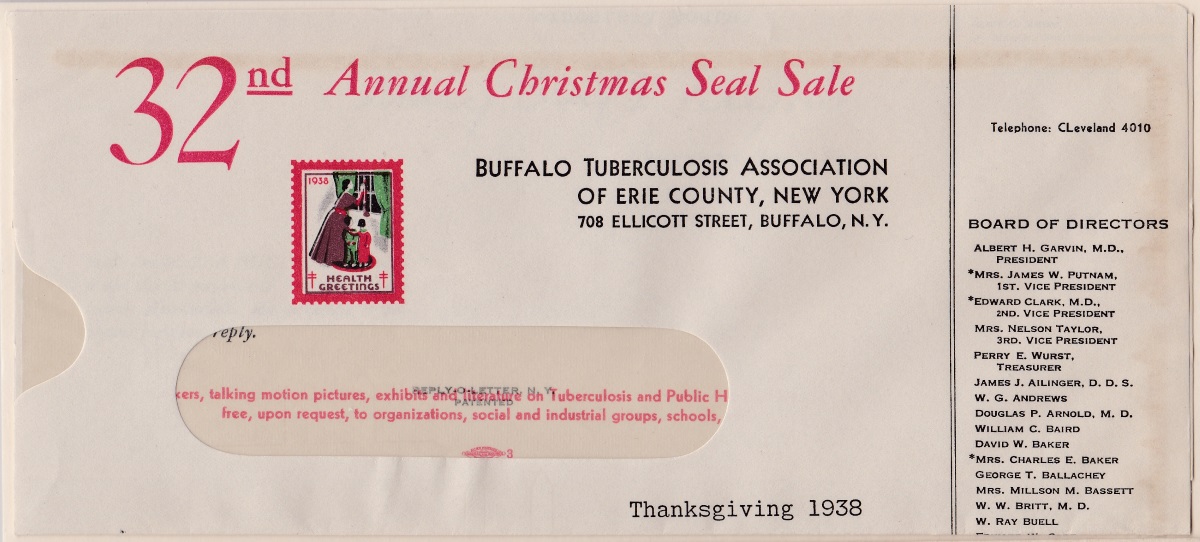 32nd Annual Christmas Seal Sale
1938
HEALTH
GREETINGS
BUFFALO TUBERCULOSIS ASSOCIATION
OF ERIE COUNTY, NEW YORK
708 ELLICOTT STREET, BUFFALO, N.Y.
reply.
REPLY-O-LETTER, N. Y.
PATENTED
talking motion pictures, exhibits and literature on Tuberculosis and Public H
free, upon request, to organizations, social and industrial groups, schools,
3
Thanksgiving 1938
Telephone: CLeveland 4010
BOARD OF DIRECTORS
ALBERT H. GARVIN, M.D.,
PRESIDENT
*MRS. JAMES W. PUTNAM,
1ST. VICE PRESIDENT
*EDWARD CLARK, M.D.,
2ND. VICE PRESIDENT
MRS. NELSON TAYLOR,
3RD. VICE PRESIDENT
PERRY E. WURST,
TREASURER
JAMES J. AILINGER, D. D. S.
W. G. ANDREWS
DOUGLAS P. ARNOLD, M. D.
WILLIAM C. BAIRD
DAVID W. BAKER
*MRS. CHARLES E. BAKER
GEORGE T. BALLACHEY
MRS. MILLSON M. BASSETT
W. W. BRITT, M. D.
W. RAY BUELL